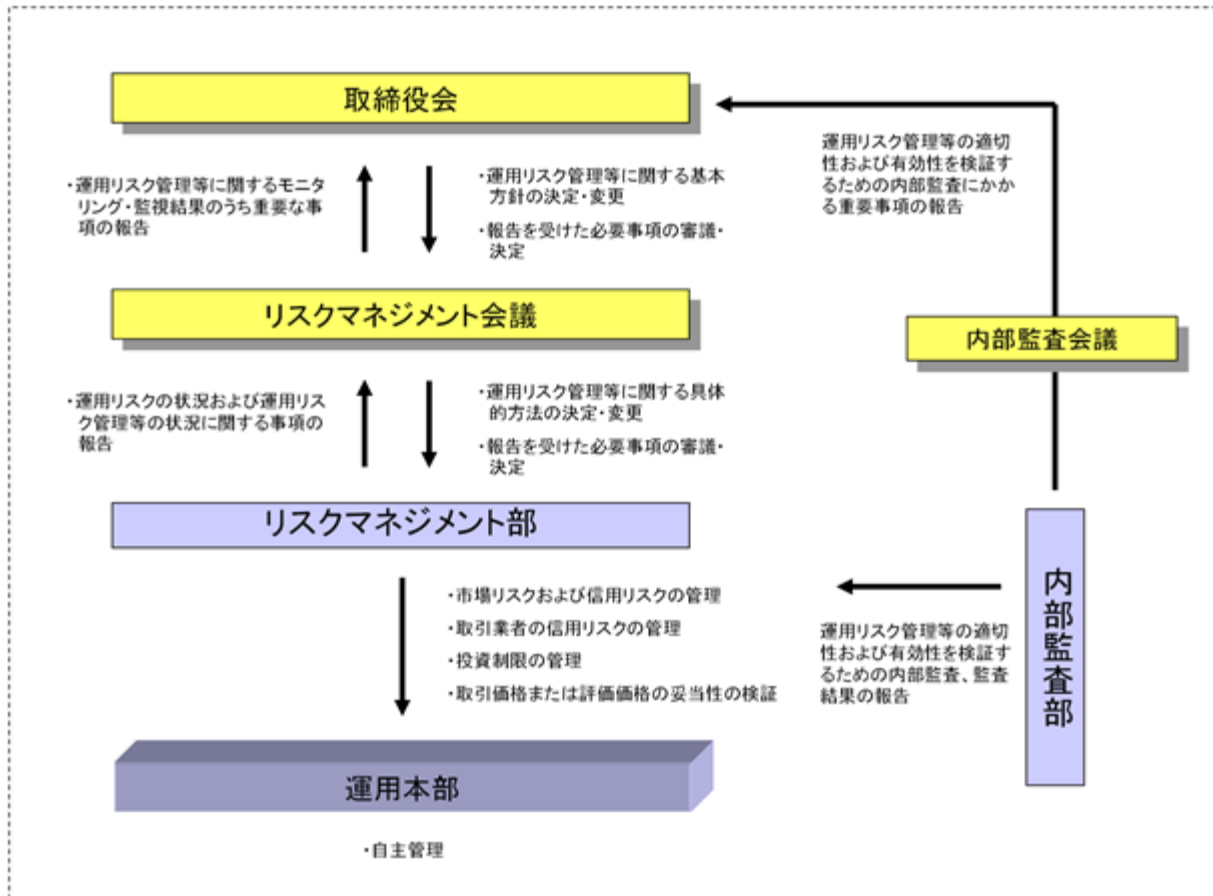 取締役会
・運用リスク管理等に関するモニタ
リング・監視結果のうち重要な事
項の報告
・運用リスク管理等に関する基本
方針の決定・変更
・報告を受けた必要事項の審議・
決定
運用リスク管理等の適切
性および有効性を検証す
るための内部監査にかか
る重要事項の報告
リスクマネジメント会議
内部監査会議
・運用リスクの状況および運用リス
ク管理等の状況に関する事項の
報告
・運用リスク管理等に関する具体
的方法の決定・変更
・報告を受けた必要事項の審議・
決定
リスクマネジメント部
・市場リスクおよび信用リスクの管理
・取引業者の信用リスクの管理
・投資制限の管理
・取引価格または評価価格の妥当性の検証
運用リスク管理等の適切
性および有効性を検証す
るための内部監査、監査
結果の報告
内部監査部
運用本部
・自主管理